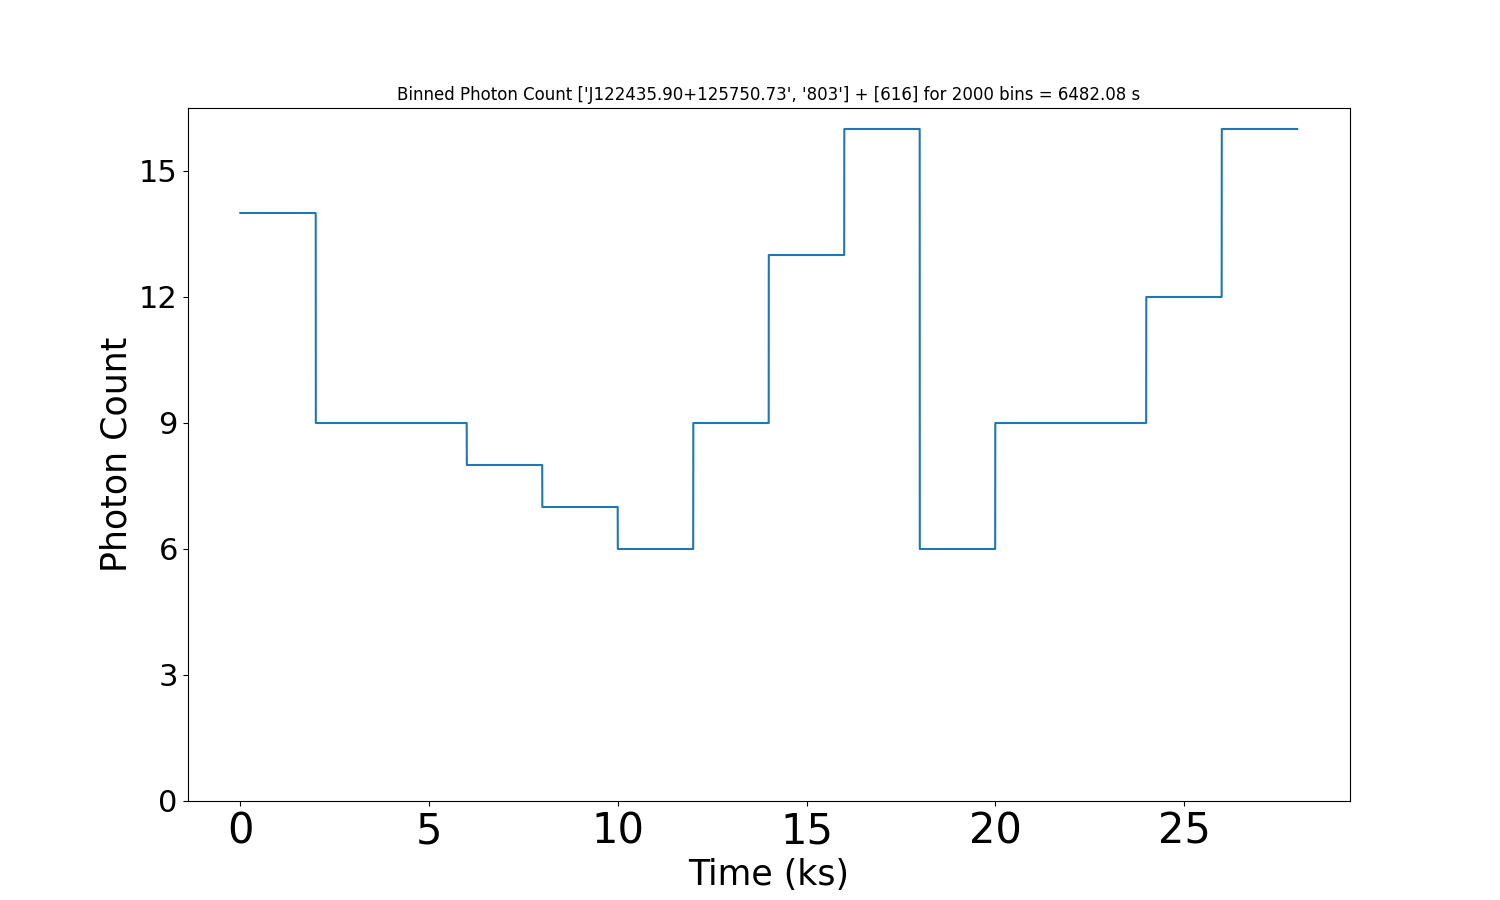 Binned Photon Count ['J122435.90+125750.73', '803'] + [616] for 2000 bins = 6482.08 s
15
12
9
6
3
0
Photon Count
0 5 10 15 20 25
Time (ks)